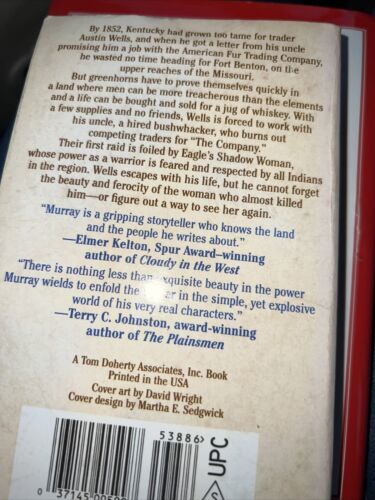 By 1852, Kentucky had grown too tame for trader
Austin Wells, and when he got a letter from his uncle
promising him a job with the American Fur Trading Company,
he wasted no time heading for Fort Benton, on the
upper reaches of the Missouri.
But greenhorns have to prove themselves quickly in
a land where men can be more treacherous than the elements
and a life can be bought and sold for a jug of whiskey. With
a few supplies and no friends, Wells is forced to work with
his uncle, a hired bushwhacker, who burns out
competing traders for "The Company."
Their first raid is foiled by Eagle's Shadow Woman,
whose power as a warrior is feared and respected by all Indians
in the region. Wells escapes with his life, but he cannot forget
the beauty and ferocity of the woman who almost killed
him—or figure out a way to see her again.
"Murray is a gripping storyteller who knows the land
and the people he writes about."
—Elmer Kelton, Spur Award–winning
author of Cloudy in the West
"There is nothing less than exquisite beauty in the power
Murray wields to enfold the er in the simple, yet explosive
world of his very real characters."
—Terry C. Johnston, award-winning
author of The Plainsmen
A Tom Doherty Associates, Inc. Book
Printed in the USA
Cover art by David Wright
Cover design by Martha E. Sedgwick
53886>
UPC
S
0